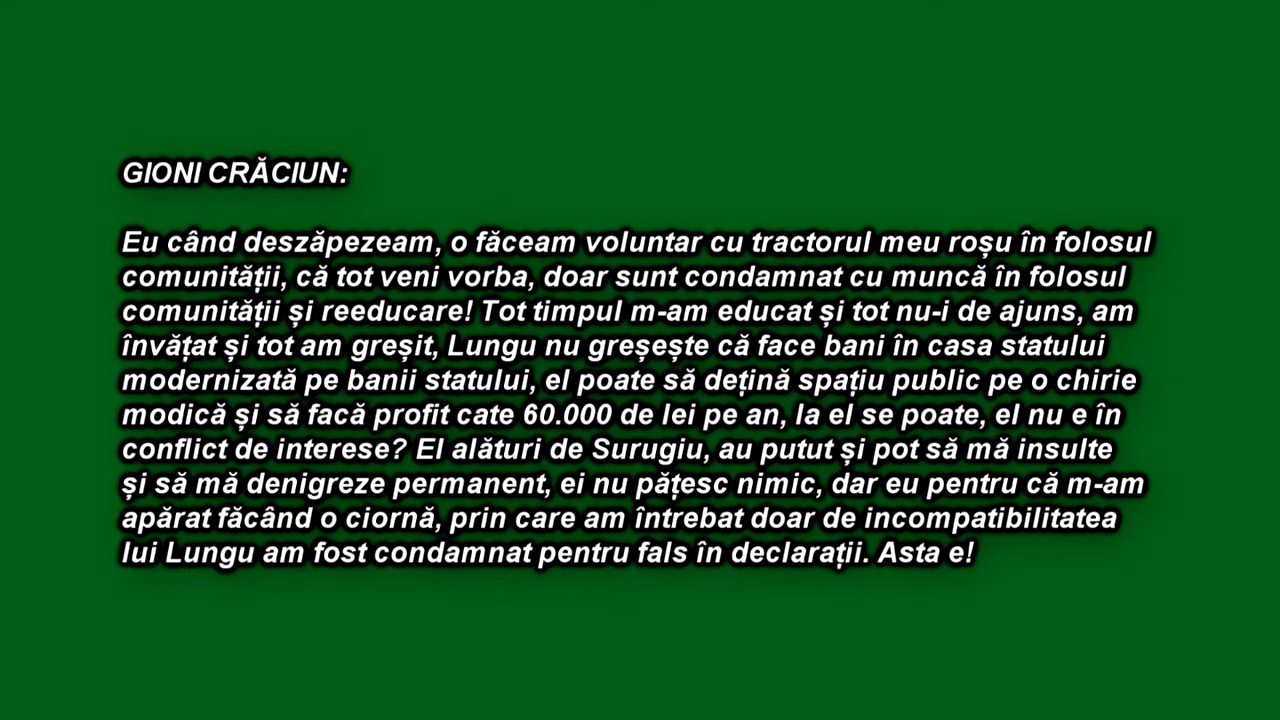 GIONI CRĂCIUN:
Eu când deszăpezeam, o făceam voluntar cu tractorul meu roșu în folosul
comunității, că tot veni vorba, doar sunt condamnat cu muncă în folosul
comunității și reeducare! Tot timpul m-am educat și tot nu-i de ajuns, am
învățat și tot am greșit, Lungu nu greșește că face bani în casa statului
modernizată pe banii statului, el poate să dețină spațiu public pe o chirie
modică și să facă profit cate 60.000 de lei pe an, la el se poate, el nu e în
conflict de interese? El alături de Surugiu, au putut și pot să mă insulte
și să mă denigreze permanent, ei nu pățesc nimic, dar eu pentru că m-am
apărat făcând o ciornă, prin care am întrebat doar de incompatibilitatea
lui Lungu am fost condamnat pentru fals în declarații. Asta e!